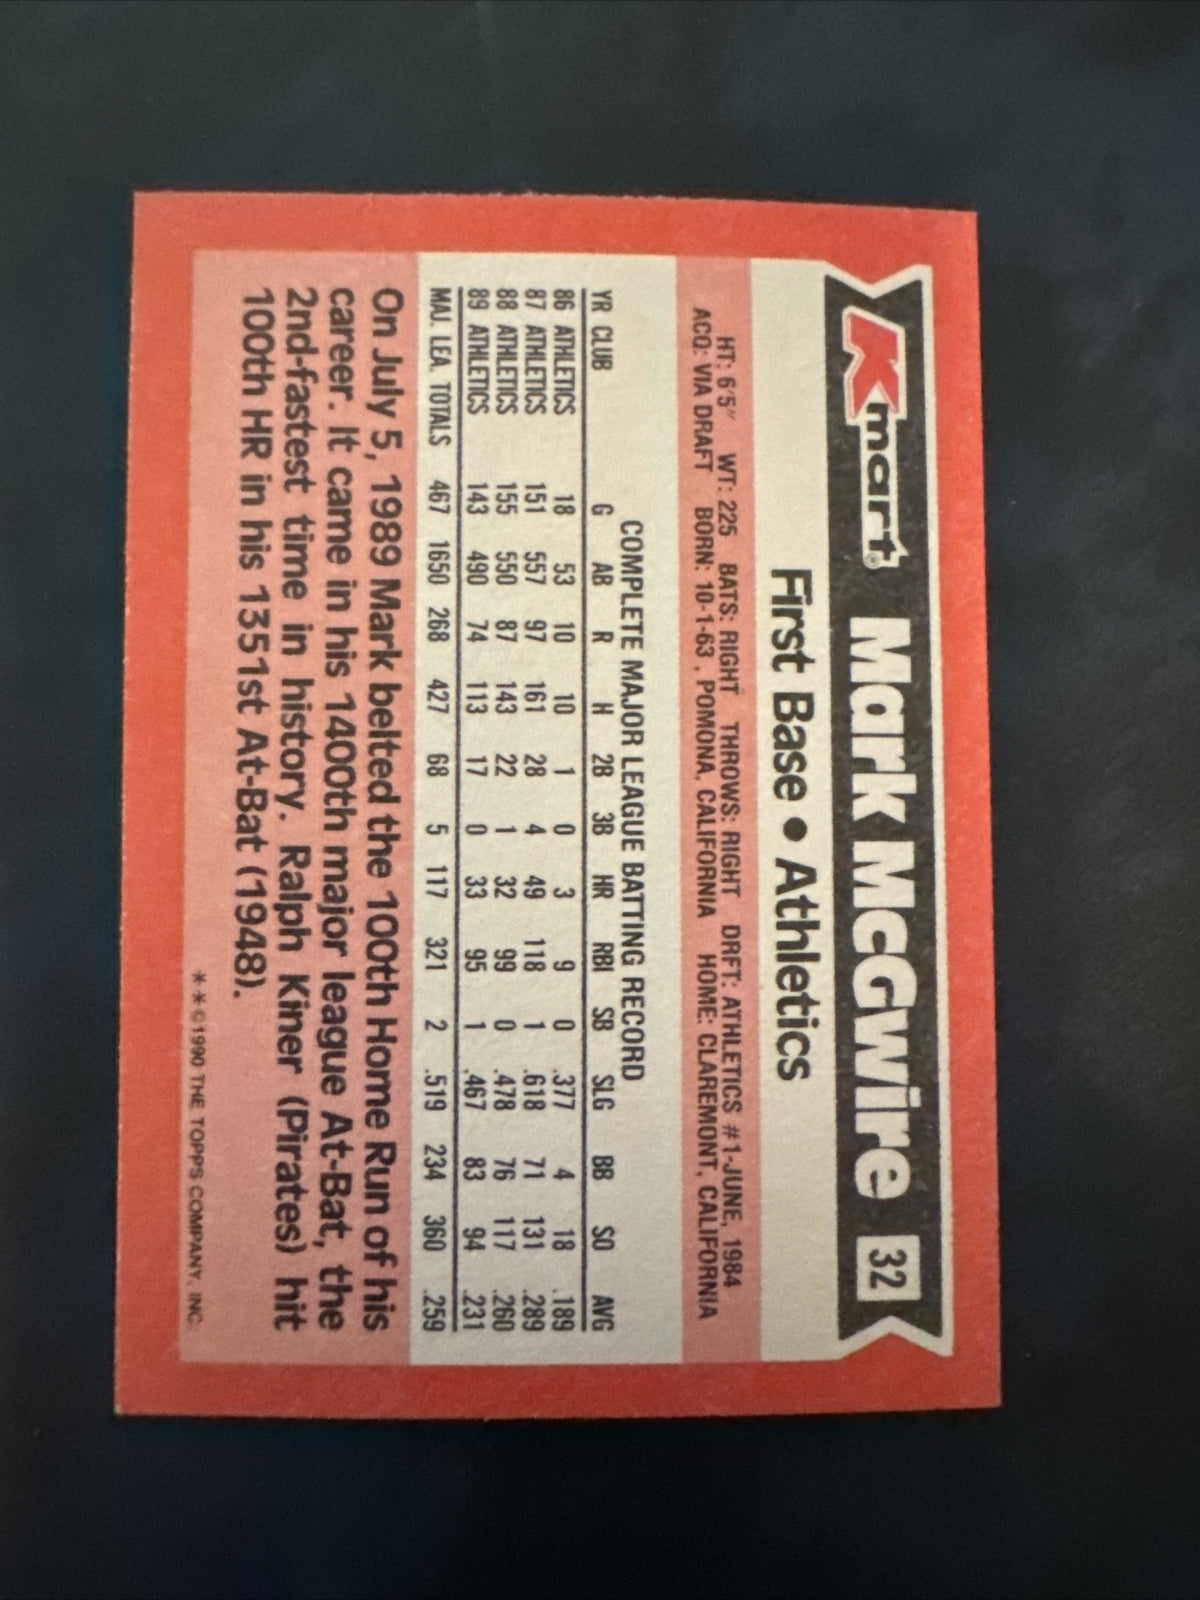 Kmart® Mark McGwire 32
First Base • Athletics
HT: 6'5" WT: 225 BATS: RIGHT THROWS: RIGHT DRFT: ATHLETICS #1-JUNE, 1984
ACQ: VIA DRAFT BORN: 10-1-63, POMONA, CALIFORNIA HOME: CLAREMONT, CALIFORNIA
COMPLETE MAJOR LEAGUE BATTING RECORD
YR CLUB G AB R H 2B 3B HR RBI SB SLG BB SO AVG
86 ATHLETICS 18 53 10 10 1 0 3 9 0 .377 4 18 .189
87 ATHLETICS 151 557 97 161 28 4 49 118 1 .618 71 131 .289
88 ATHLETICS 155 550 87 143 22 1 32 99 0 .478 76 117 .260
89 ATHLETICS 143 490 74 113 17 0 33 95 1 .467 83 94 .231
MAJ. LEA. TOTALS 467 1650 268 427 68 5 117 321 2 .519 234 360 .259
On July 5, 1989 Mark belted the 100th Home Run of his
career. It came in his 1400th major league At-Bat, the
2nd-fastest time in history. Ralph Kiner (Pirates) hit
100th HR in his 1351st At-Bat (1948).
**©1990 THE TOPPS COMPANY, INC.